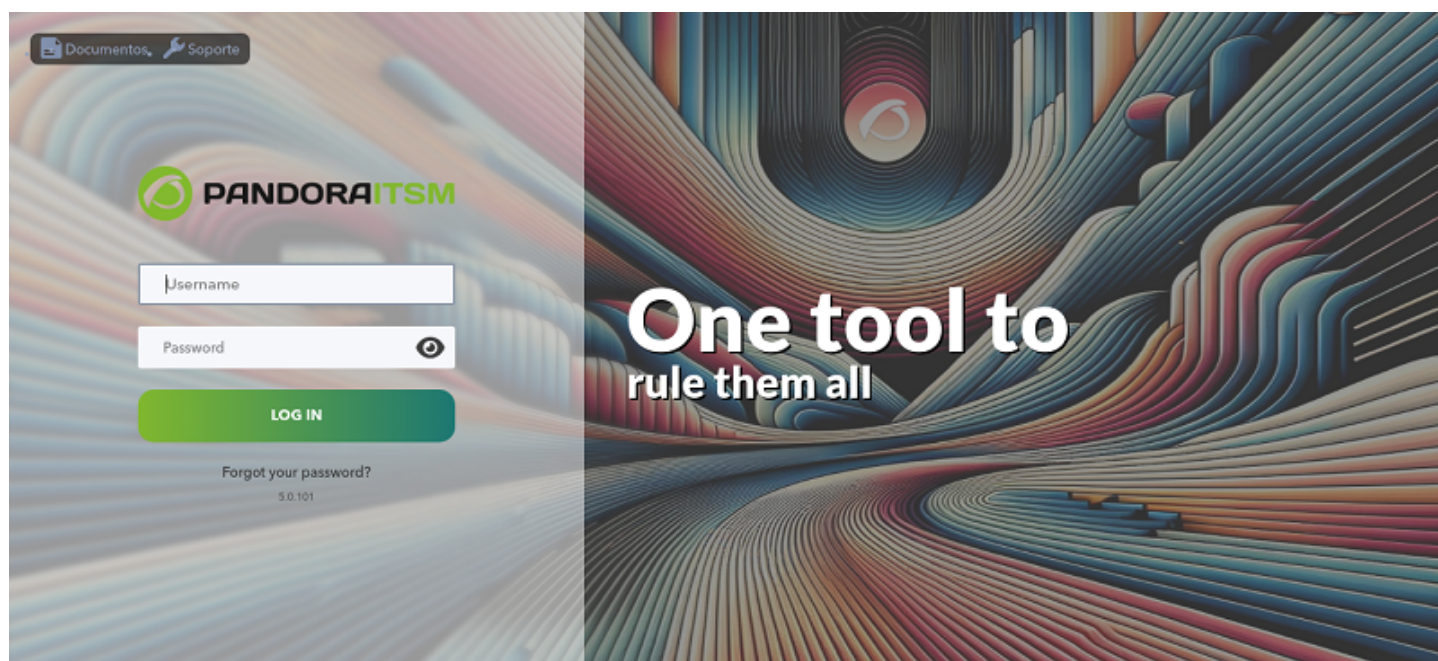 Documentos, Soporte
PANDORAITSM
Username
Password
LOG IN
Forgot your password?
5.0.101
One tool to
rule them all